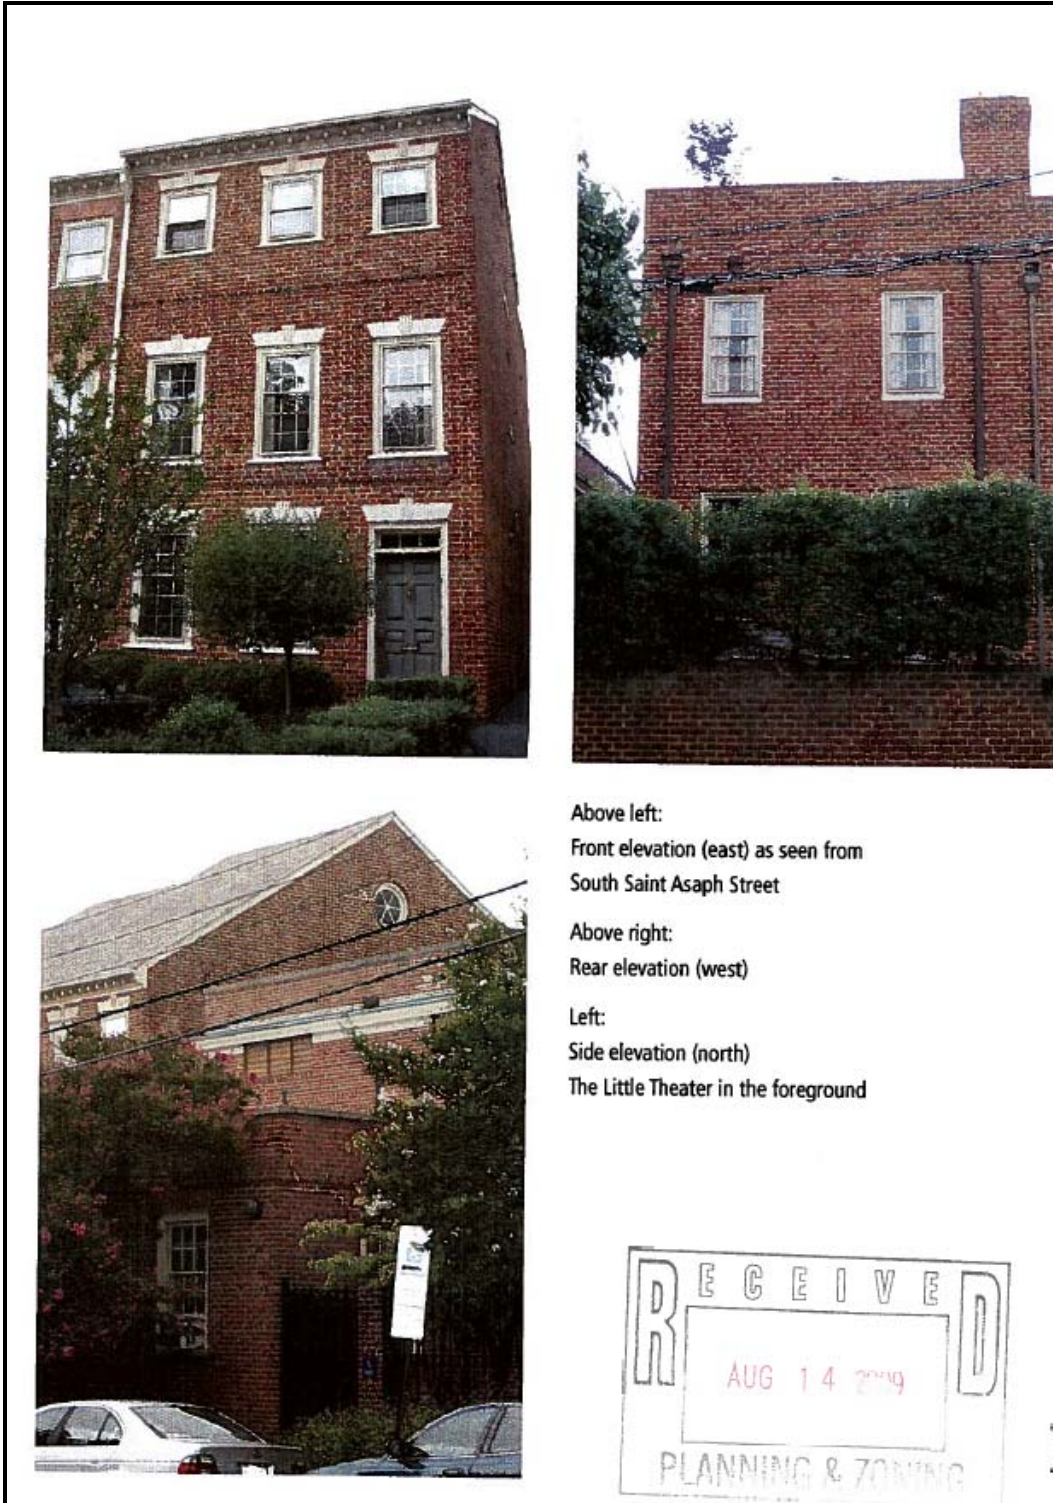 Above left:
Front elevation (east) as seen from
South Saint Asaph Street
Above right:
Rear elevation (west)
Left:
Side elevation (north)
The Little Theater in the foreground
RECEIVED
AUG 14 2009
PLANNING & ZONING